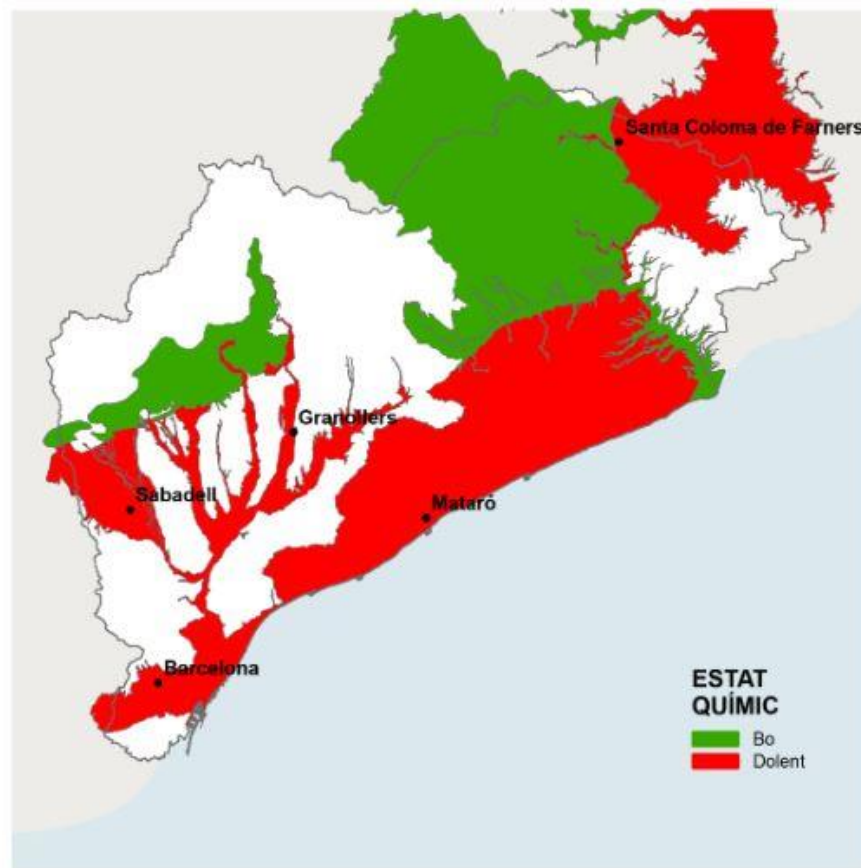 Santa Coloma de Farners
Granollers
Sabadell
Mataró
Barcelona
ESTAT
QUÍMIC
Bo
Dolent